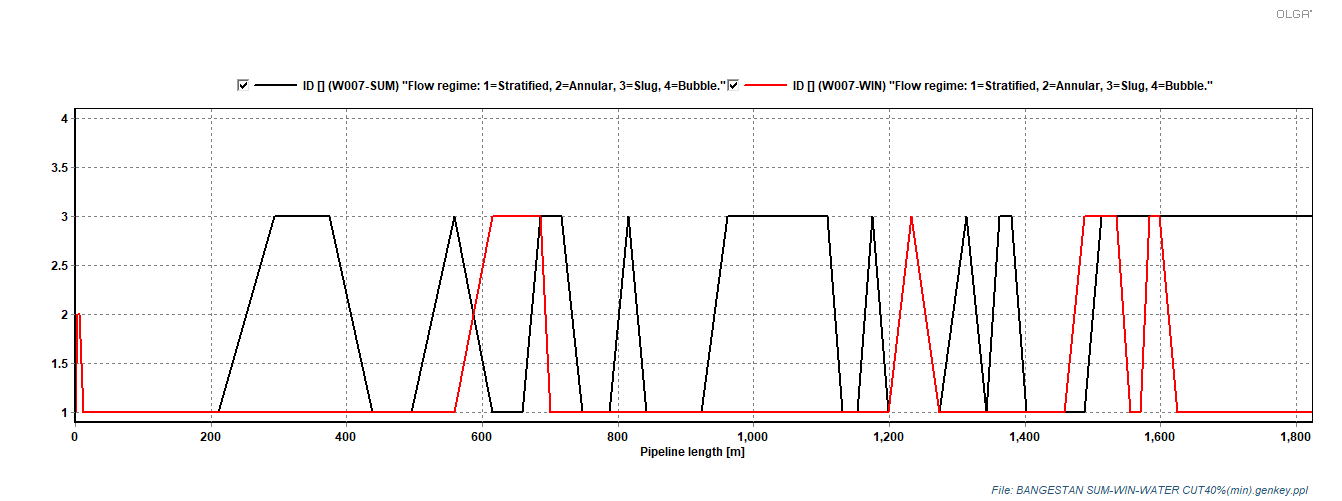 OLGA
ID [] (W007-SUM) "Flow regime: 1=Stratified, 2=Annular, 3=Slug, 4=Bubble." ID [] (W007-WIN) "Flow regime: 1=Stratified, 2=Annular, 3=Slug, 4=Bubble."
4
3.5
3
2.5
2
1.5
1
0 200 400 600 800 1,000 1,200 1,400 1,600 1,800
Pipeline length [m]
File: BANGESTAN SUM-WIN-WATER CUT40%(min).genkey.ppl